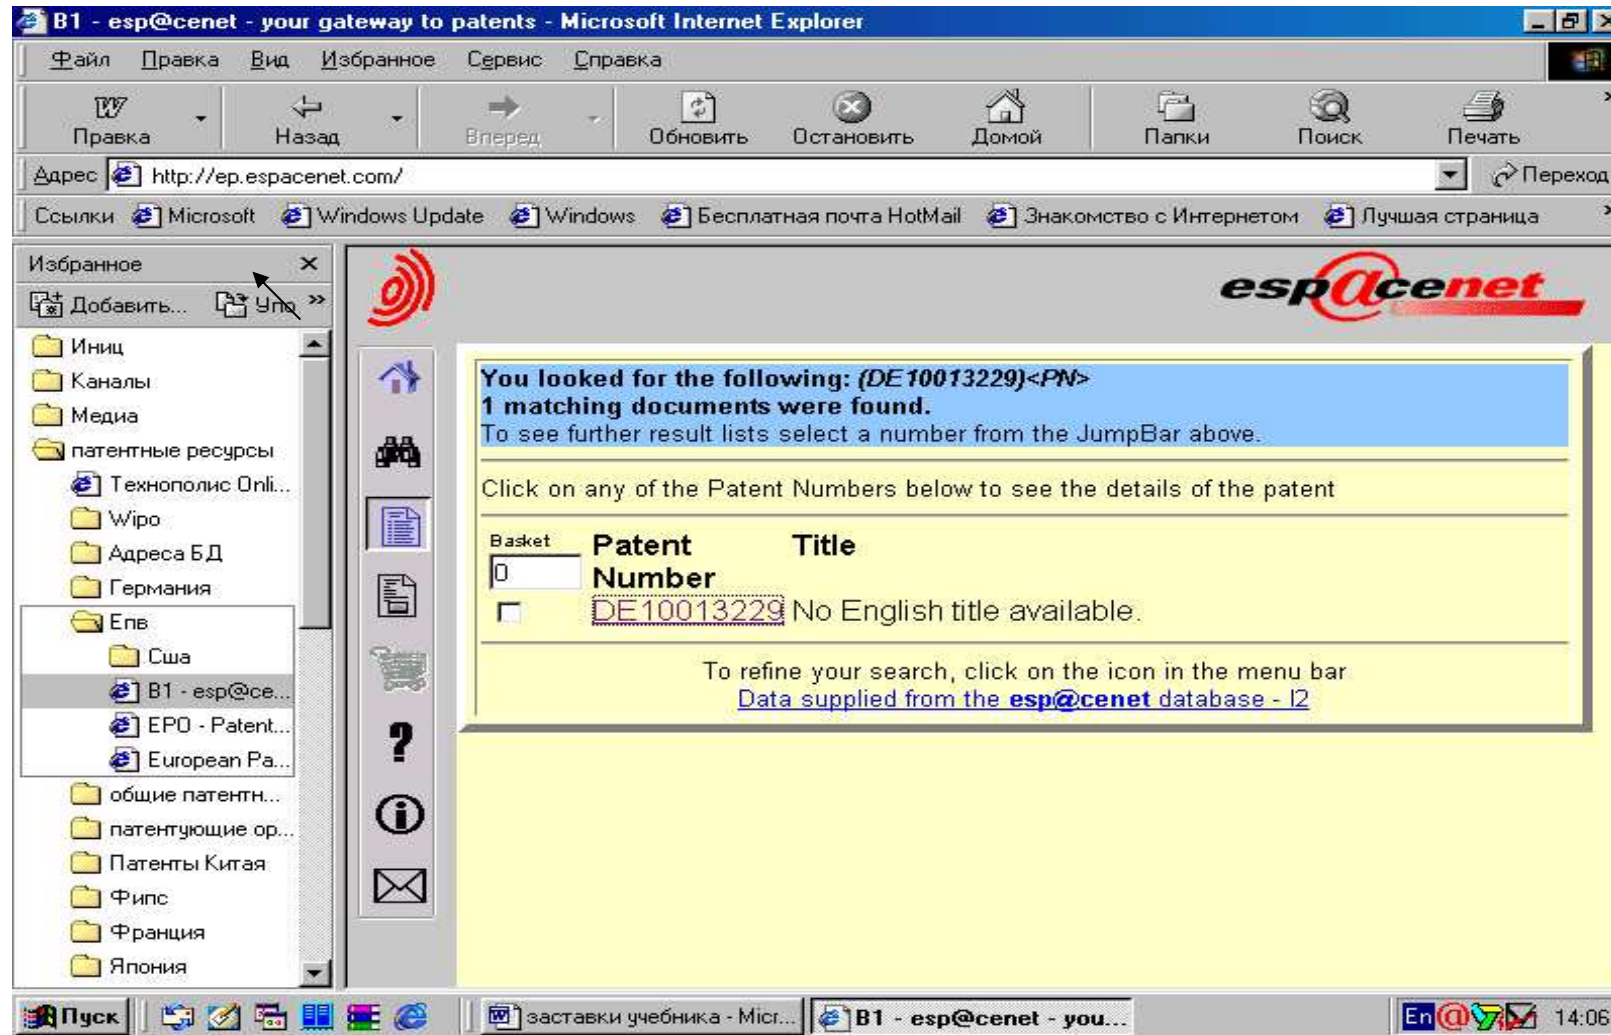 B1 - esp@cenet - your gateway to patents - Microsoft Internet Explorer
Файл Правка Вид Избранное Сервис Справка
Правка Назад Вперед Обновить Остановить Домой Папки Поиск Печать
Адрес http://ep.espacenet.com/ Переход
Ссылки Microsoft Windows Update Windows Бесплатная почта HotMail Знакомство с Интернетом Лучшая страница
Избранное
Добавить... Упо
Иниц
Каналы
Медиа
патентные ресурсы
Технополис Onli...
Wipo
Адреса БД
Германия
Епв
Сша
B1 - esp@ce...
EPO - Patent...
European Pa...
общие патентн...
патентующие ор...
Патенты Китая
Фипс
Франция
Япония
esp@cenet
You looked for the following: (DE10013229)<PN>
1 matching documents were found.
To see further result lists select a number from the JumpBar above.
Click on any of the Patent Numbers below to see the details of the patent
Basket Patent Title
0 Number
DE10013229 No English title available.
To refine your search, click on the icon in the menu bar
Data supplied from the esp@cenet database - I2
Пуск заставки учебника - Micr... B1 - esp@cenet - you... En 14:06